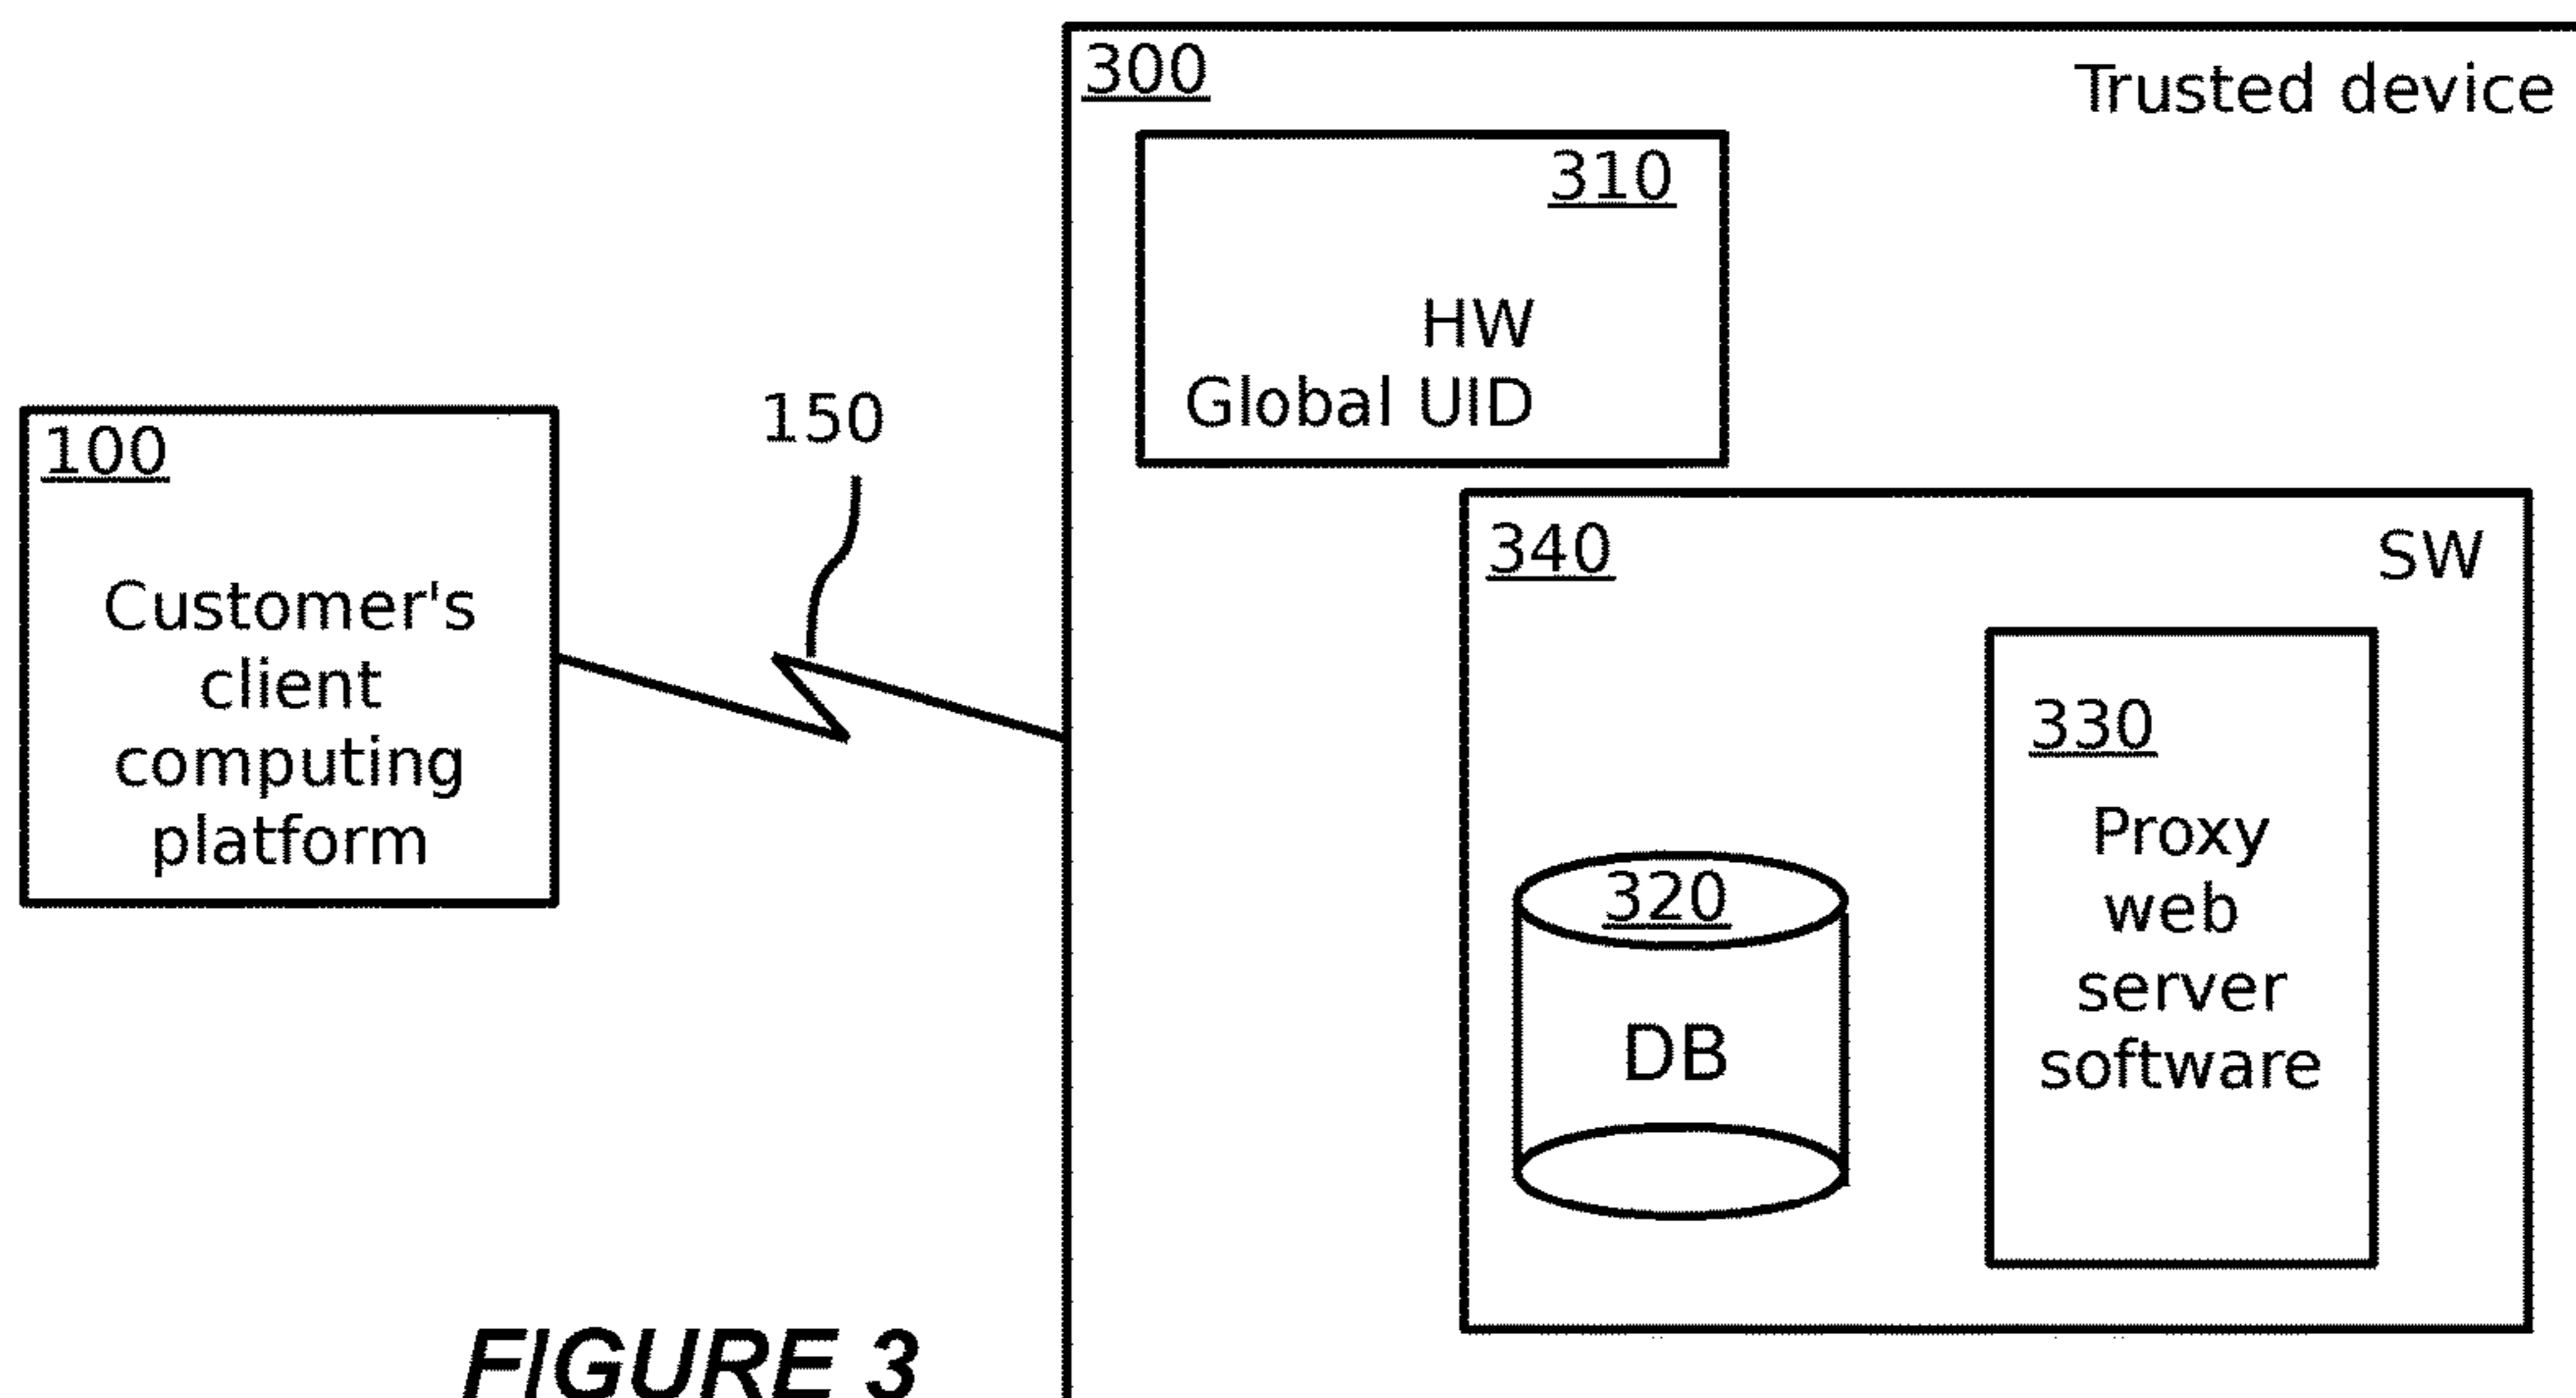 300
Trusted device
310
HW
Global UID
100
Customer's
client
computing
platform
150
340
SW
320
DB
330
Proxy
web
server
software
FIGURE 3